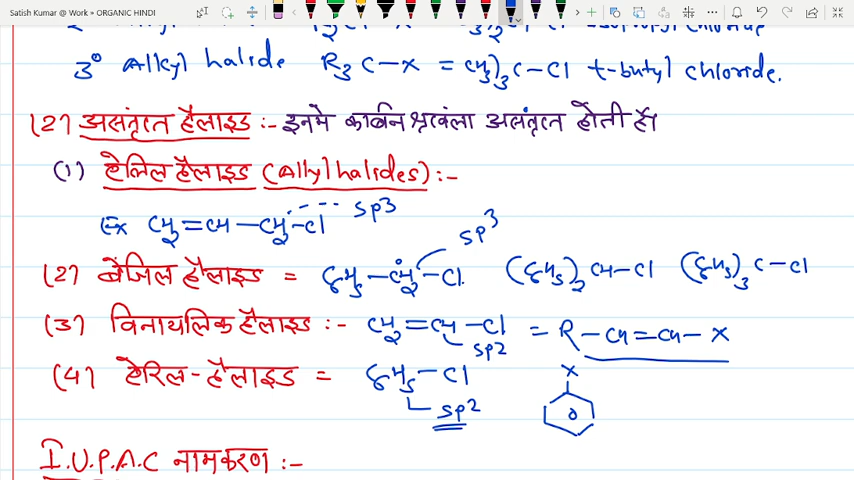 Satish Kumar @ Work » ORGANIC HINDI
3° Alkyl halide R₃C–X = (CH₃)₃C–Cl t-butyl chloride.
(2) असंतृप्त हैलाइड :- इनमे कार्बन श्रृंखला असंतृप्त होती है।
(1) ऐलिल हैलाइड (Allyl halides) :-
Ex CH₂=CH–CH₂–Cl sp3
(2) बेंजिल हैलाइड = C₆H₅–CH₂–Cl. sp3 (C₆H₅)₂CH–Cl (C₆H₅)₃C–Cl
(3) विनायलिक हैलाइड :- CH₂=CH–Cl = R–CH=CH–X
sp2
(4) ऐरिल-हैलाइड = C₆H₅–Cl X
sp2
I.U.P.A.C नामकरण :-